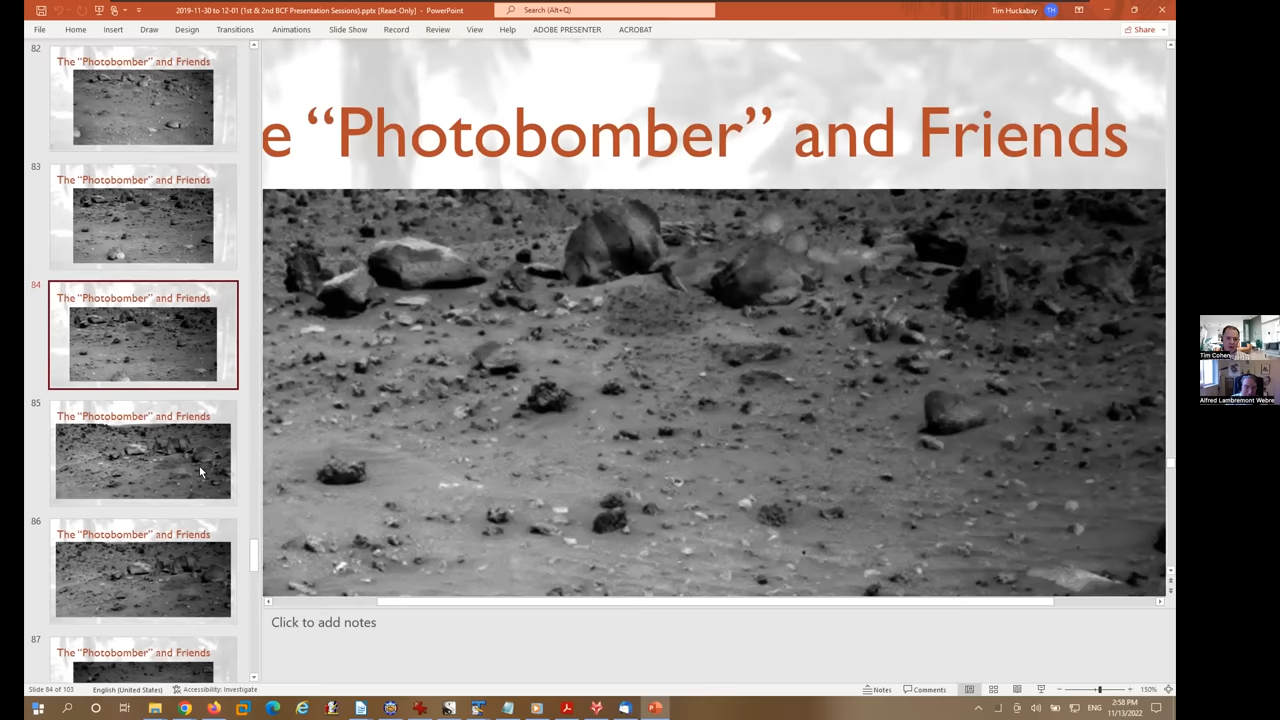 2019-11-30 to 12-01 {1st & 2nd BCF Presentation Sessions}.pptx [Read-Only] - PowerPoint
Search (Alt+Q)
Tim Huckabay
TH
File Home Insert Draw Design Transitions Animations Slide Show Record Review View Help ADOBE PRESENTER ACROBAT
Share
82
The "Photobomber" and Friends
83
The "Photobomber" and Friends
84
The "Photobomber" and Friends
85
The "Photobomber" and Friends
86
The "Photobomber" and Friends
87
The "Photobomber" and Friends
e “Photobomber” and Friends
Click to add notes
Tim Cohen
Alfred Lambremont Webre
Slide 84 of 103 English (United States) Accessibility: Investigate
Notes Comments 150%
ENG
2:58 PM
11/13/2022